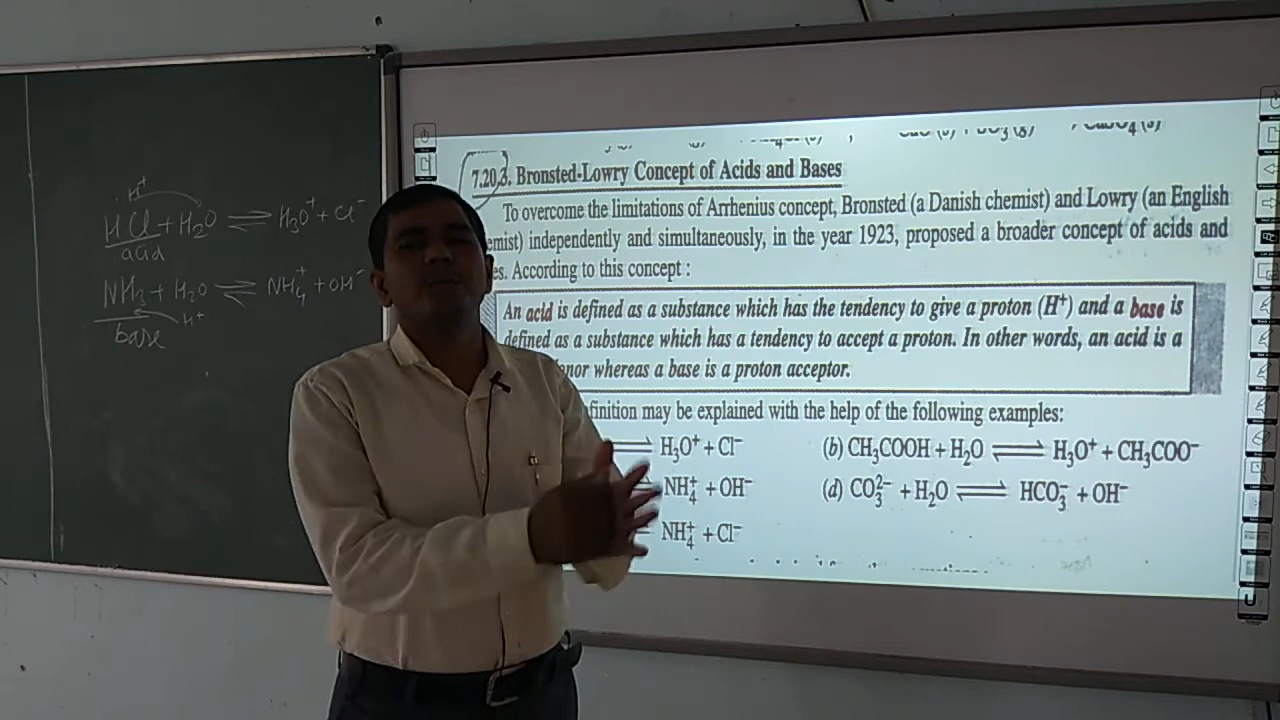 H⁺
HCl + H₂O ⇌ H₃O⁺ + Cl⁻
acid
NH₃ + H₂O ⇌ NH₄⁺ + OH⁻
H⁺
base
7.20.3. Bronsted-Lowry Concept of Acids and Bases
To overcome the limitations of Arrhenius concept, Bronsted (a Danish chemist) and Lowry (an English
emist) independently and simultaneously, in the year 1923, proposed a broader concept of acids and
es. According to this concept :
An acid is defined as a substance which has the tendency to give a proton (H⁺) and a base is
defined as a substance which has a tendency to accept a proton. In other words, an acid is a
nor whereas a base is a proton acceptor.
finition may be explained with the help of the following examples:
⇌ H₃O⁺ + Cl⁻ (b) CH₃COOH + H₂O ⇌ H₃O⁺ + CH₃COO⁻
NH₄⁺ + OH⁻ (d) CO₃²⁻ + H₂O ⇌ HCO₃⁻ + OH⁻
NH₄⁺ + Cl⁻